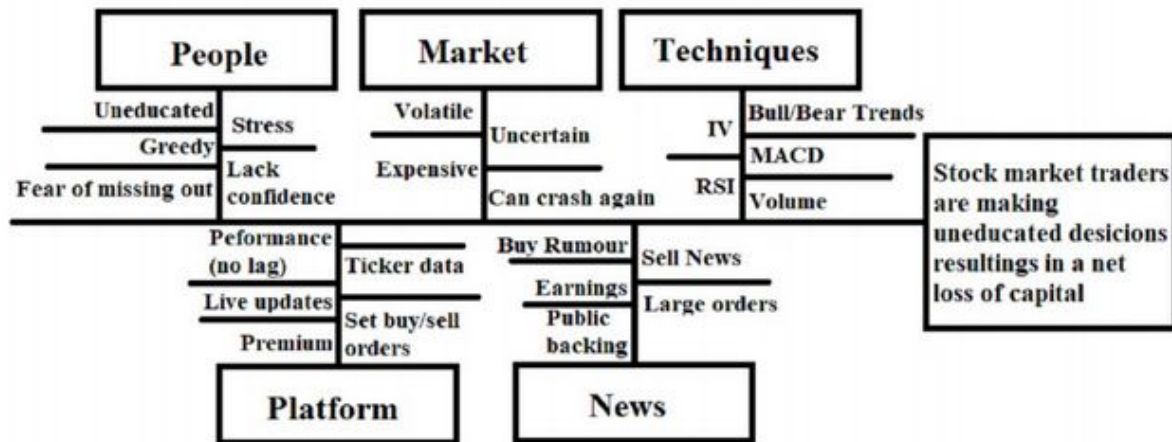 People
Market
Techniques
Uneducated
Stress
Greedy
Lack
confidence
Fear of missing out
Volatile
Uncertain
Expensive
Can crash again
Bull/Bear Trends
IV
MACD
RSI
Volume
Stock market traders
are making
uneducated desicions
resultings in a net
loss of capital
Peformance
(no lag)
Ticker data
Live updates
Set buy/sell
orders
Premium
Buy Rumour
Sell News
Earnings
Large orders
Public
backing
Platform
News